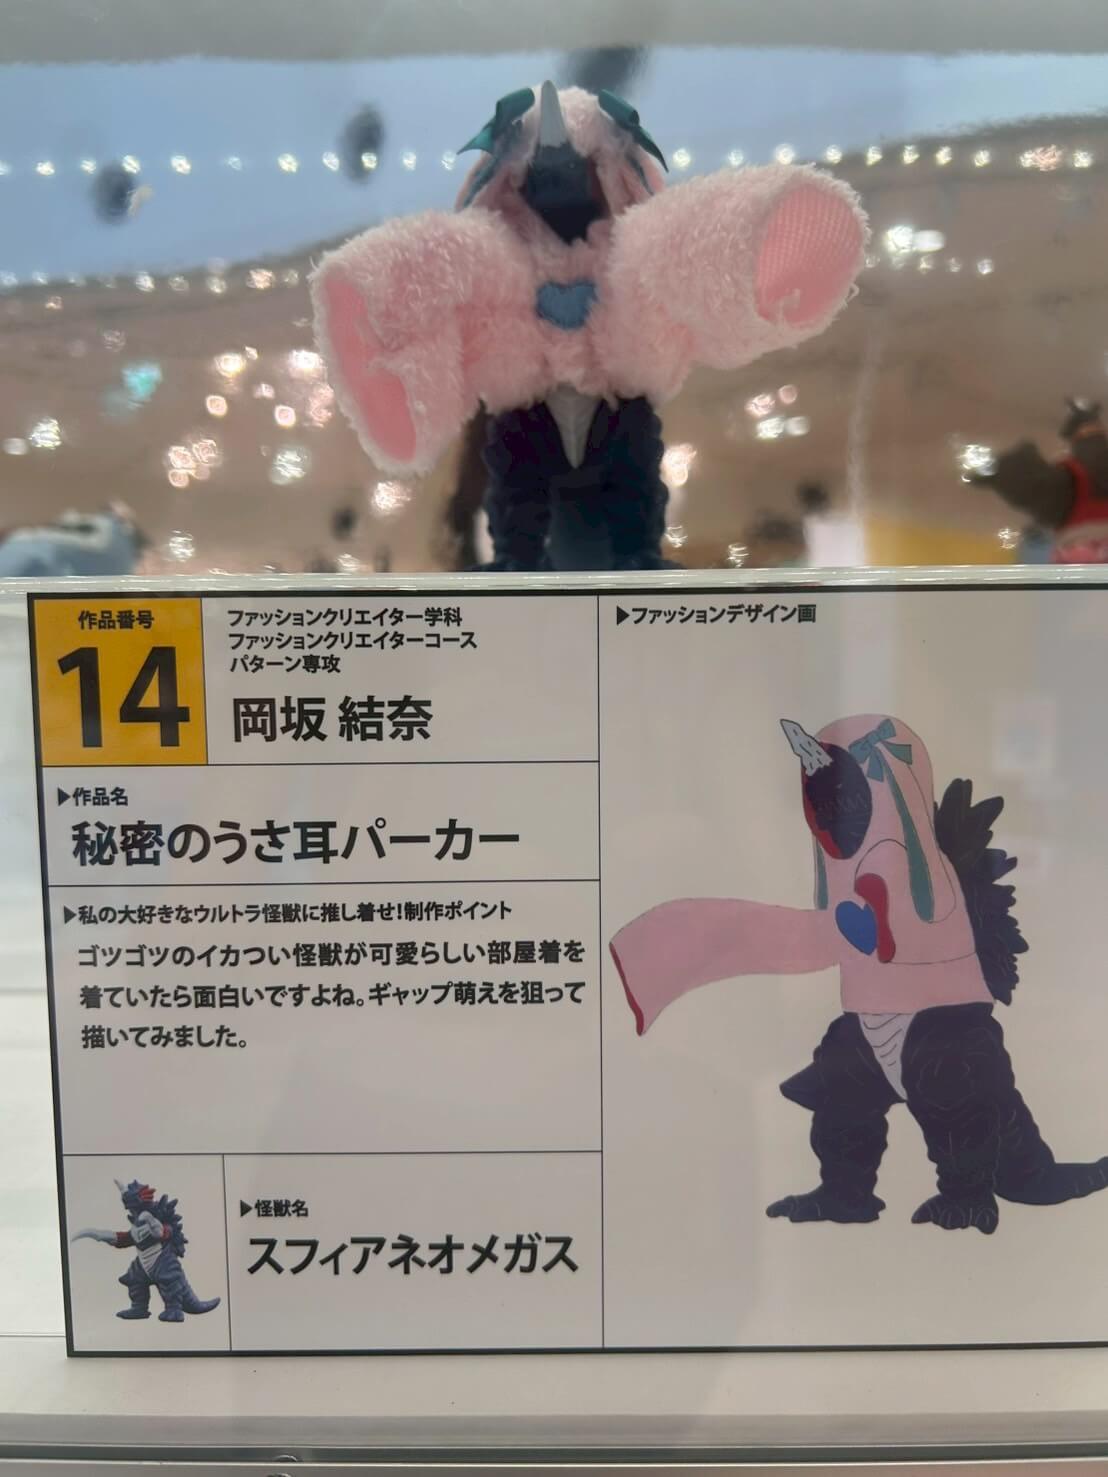 作品番号
14
ファッションクリエイター学科
ファッションクリエイターコース
パターン専攻
岡坂 結奈
▶作品名
秘密のうさ耳パーカー
▶私の大好きなウルトラ怪獣に推し着せ!制作ポイント
ゴツゴツのイカつい怪獣が可愛らしい部屋着を
着ていたら面白いですよね。ギャップ萌えを狙って
描いてみました。
▶怪獣名
スフィアネオメガス
▶ファッションデザイン画